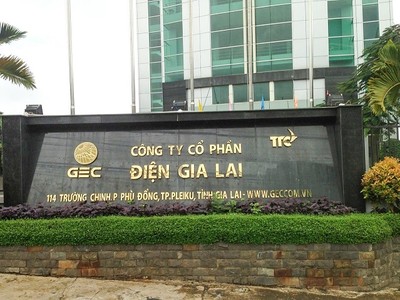 CÔNG TY CỔ PHẦN
TTC
GEC
ĐIỆN GIA LAI
114 TRƯỜNG CHINH.P PHÙ ĐỔNG,TP.PLEIKU,TỈNH GIA LAI-WWW.GECCOM.VN